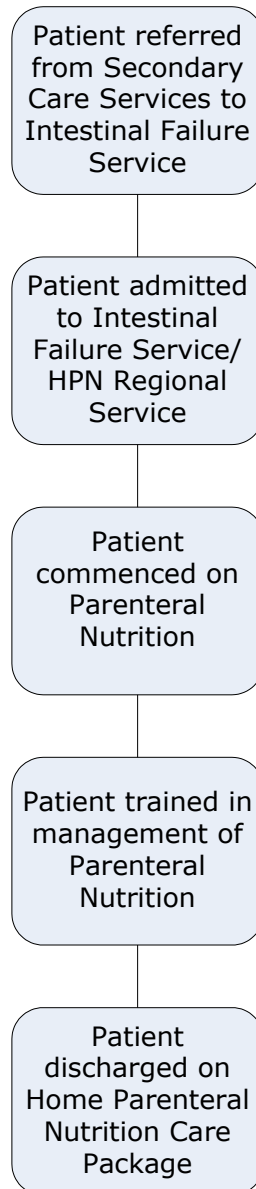 Patient referred
from Secondary
Care Services to
Intestinal Failure
Service
Patient admitted
to Intestinal
Failure Service/
HPN Regional
Service
Patient
commenced on
Parenteral
Nutrition
Patient trained in
management of
Parenteral
Nutrition
Patient
discharged on
Home Parenteral
Nutrition Care
Package